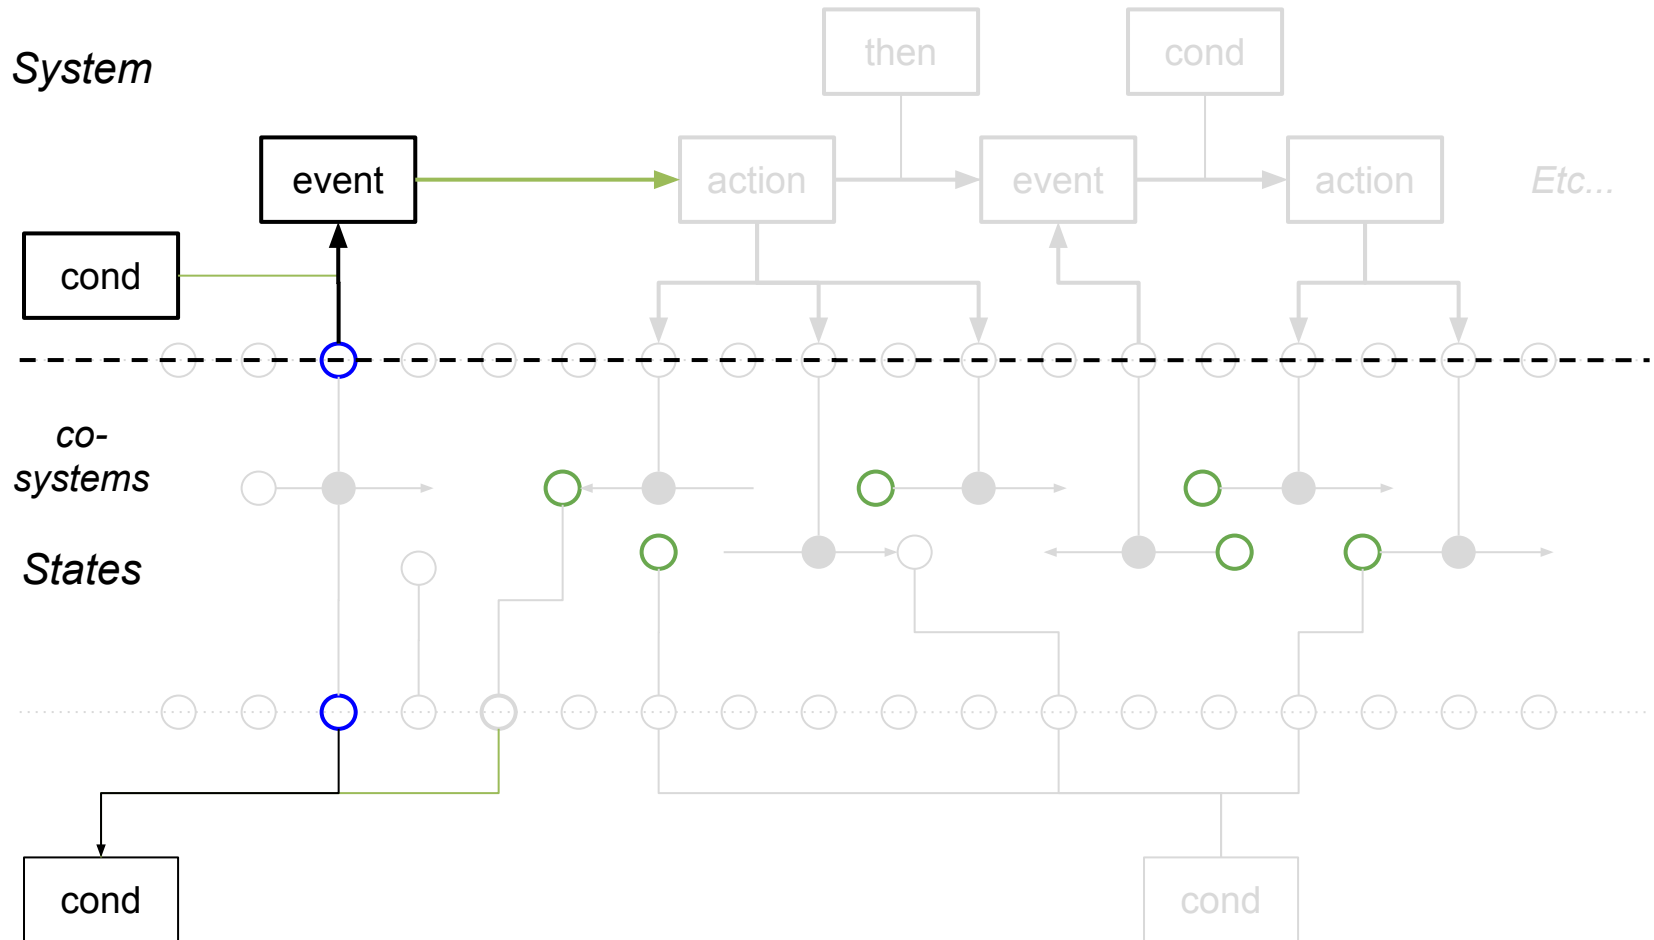 then
cond
System
event
action
event
action
Etc...
cond
co-
systems
States
cond
cond